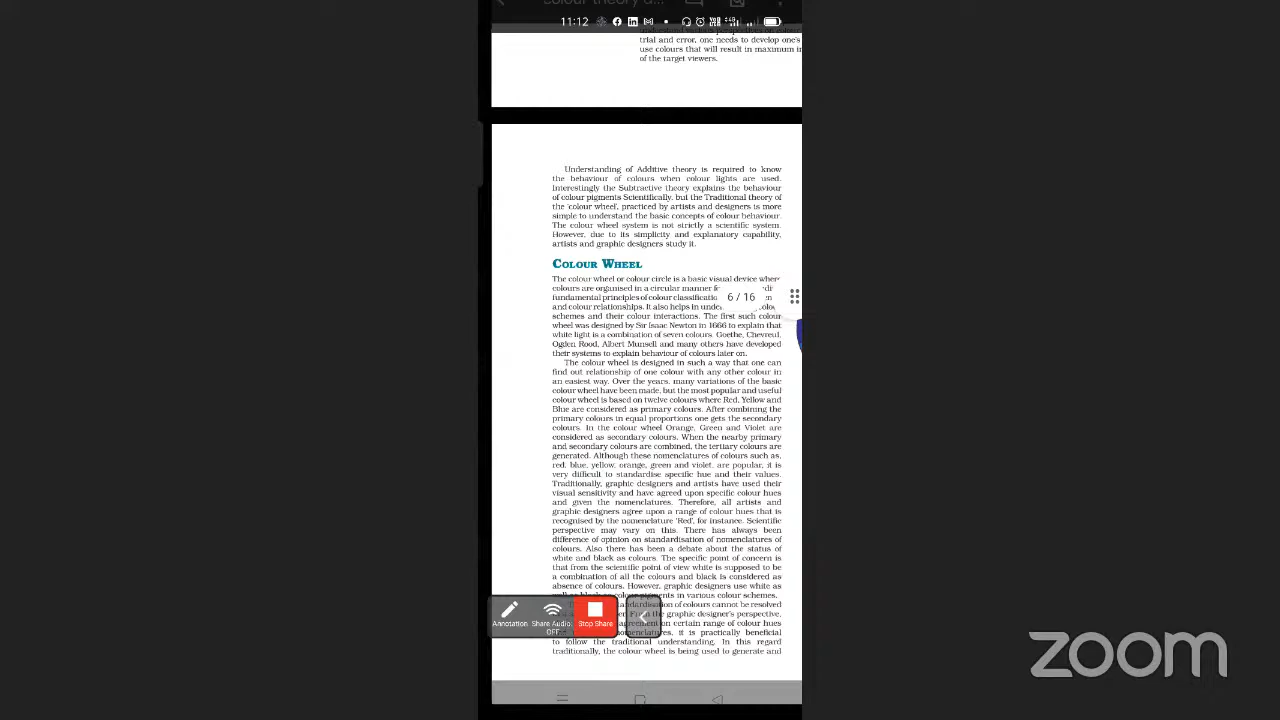 Colour theory a...
11:12
trial and error, one needs to develop one's
use colours that will result in maximum in
of the target viewers.
Understanding of Additive theory is required to know
the behaviour of colours when colour lights are used.
Interestingly the Subtractive theory explains the behaviour
of colour pigments Scientifically, but the Traditional theory of
the 'colour wheel', practiced by artists and designers is more
simple to understand the basic concepts of colour behaviour.
The colour wheel system is not strictly a scientific system.
However, due to its simplicity and explanatory capability,
artists and graphic designers study it.
COLOUR WHEEL
The colour wheel or colour circle is a basic visual device where
colours are organised in a circular manner
fundamental principles of colour
6 / 16
and colour relationships. It also helps in
schemes and their colour interactions. The first such colour
wheel was designed by Sir Isaac Newton in 1666 to explain that
white light is a combination of seven colours. Goethe, Chevreul,
Ogden Rood, Albert Munsell and many others have developed
their systems to explain behaviour of colours later on.
The colour wheel is designed in such a way that one can
find out relationship of one colour with any other colour in
an easiest way. Over the years, many variations of the basic
colour wheel have been made, but the most popular and useful
colour wheel is based on twelve colours where Red, Yellow and
Blue are considered as primary colours. After combining the
primary colours in equal proportions one gets the secondary
colours. In the colour wheel Orange, Green and Violet are
considered as secondary colours. When the nearby primary
and secondary colours are combined, the tertiary colours are
generated. Although these nomenclatures of colours such as,
red, blue, yellow, orange, green and violet, are popular, it is
very difficult to standardise specific hue and their values.
Traditionally, graphic designers and artists have used their
visual sensitivity and have agreed upon specific colour hues
and given the nomenclatures. Therefore, all artists and
graphic designers agree upon a range of colour hues that is
recognised by the nomenclature 'Red', for instance. Scientific
perspective may vary on this. There has always been
difference of opinion on standardisation of nomenclatures of
colours. Also there has been a debate about the status of
white and black as colours. The specific point of concern is
that from the scientific point of view white is supposed to be
a combination of all the colours and black is considered as
absence of colours. However, graphic designers use white as
well as black as colour pigments in various colour schemes.
of colours cannot be resolved
the graphic designer's perspective,
on certain range of colour hues
it is practically beneficial
to follow the traditional understanding. In this regard
traditionally, the colour wheel is being used to generate and
Annotation
Share Audio:
OFF
Stop Share
zoom